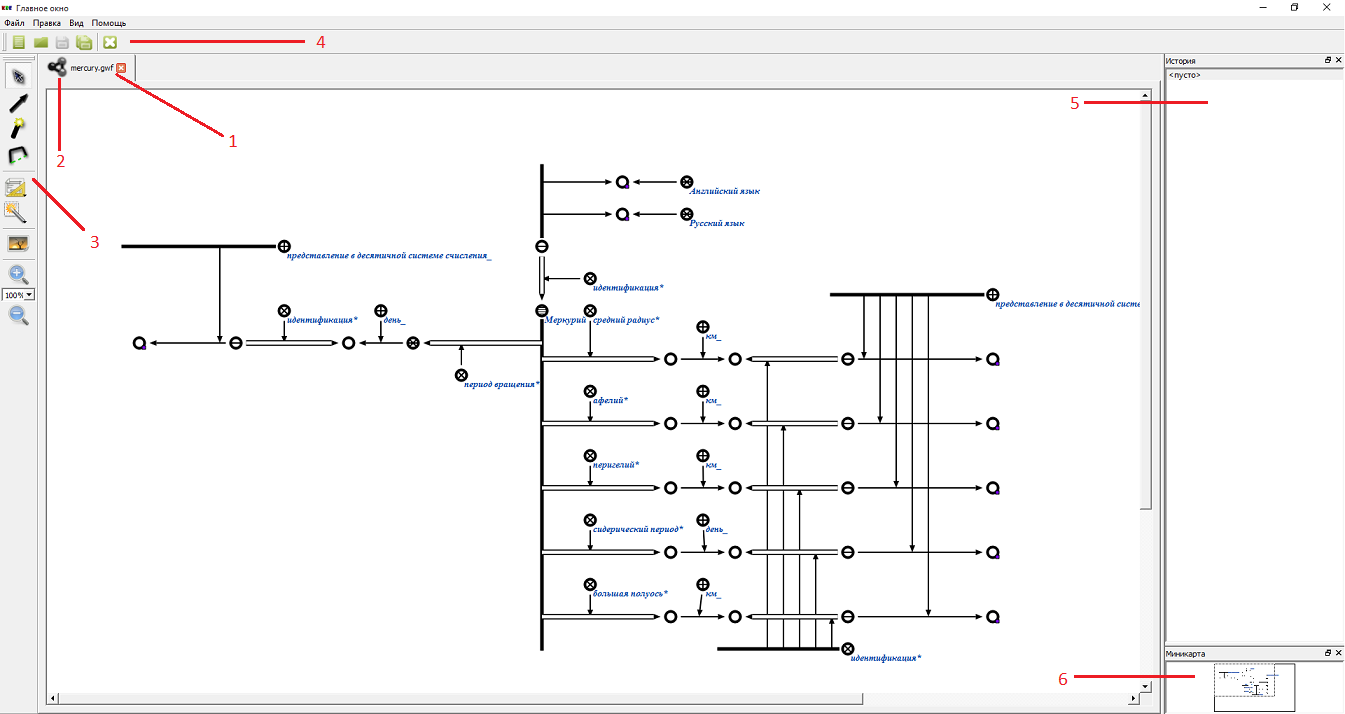 Главное окно
Файл Правка Вид Помощь
4
mercury.gwf
История
<пусто>
5
1
2
3
100%
Английский язык
Русский язык
представление в десятичной системе счисления_
идентификация*
представление в десятичной систе
идентификация*
день_
Меркурий
средний радиус*
км_
период вращения*
афелий*
км_
перигелий*
км_
сидерический период*
день_
большая полуось*
км_
идентификация*
Миникарта
6